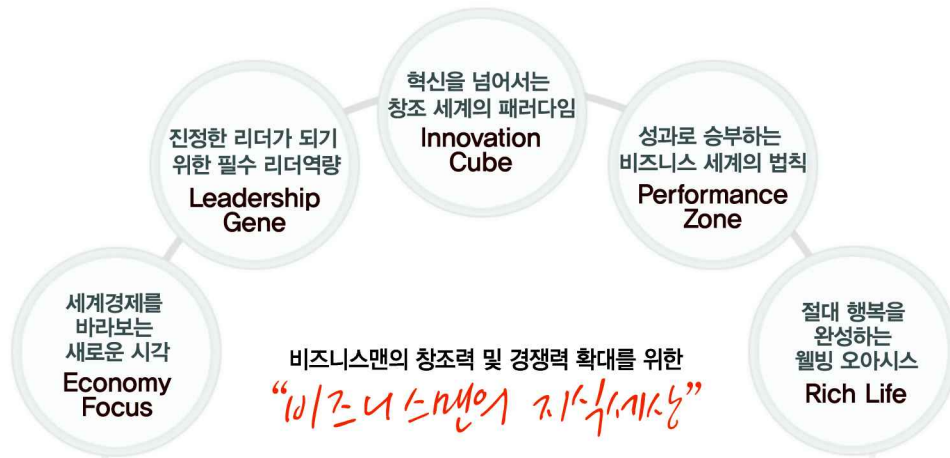 혁신을 넘어서는
창조 세계의 패러다임
Innovation
Cube
진정한 리더가 되기
위한 필수 리더역량
Leadership
Gene
성과로 승부하는
비즈니스 세계의 법칙
Performance
Zone
세계경제를
바라보는
새로운 시각
Economy
Focus
절대 행복을
완성하는
웰빙 오아시스
Rich Life
비즈니스맨의 창조력 및 경쟁력 확대를 위한
“비즈니스맨의 지식세상”